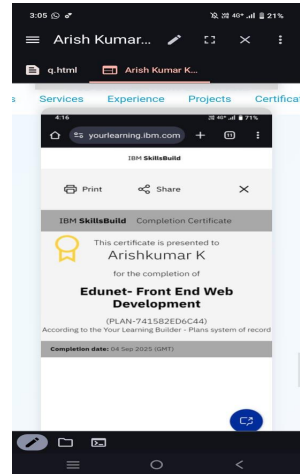 3:05 4G+ 21%
Arish Kumar...
q.html Arish Kumar K...
s Services Experience Projects Certifica
4:16 71%
yourlearning.ibm.com 11
IBM SkillsBuild
Print Share
IBM SkillsBuild Completion Certificate
This certificate is presented to
Arishkumar K
for the completion of
Edunet- Front End Web
Development
(PLAN-741582ED6C44)
According to the Your Learning Builder - Plans system of record
Completion date: 04 Sep 2025 (GMT)